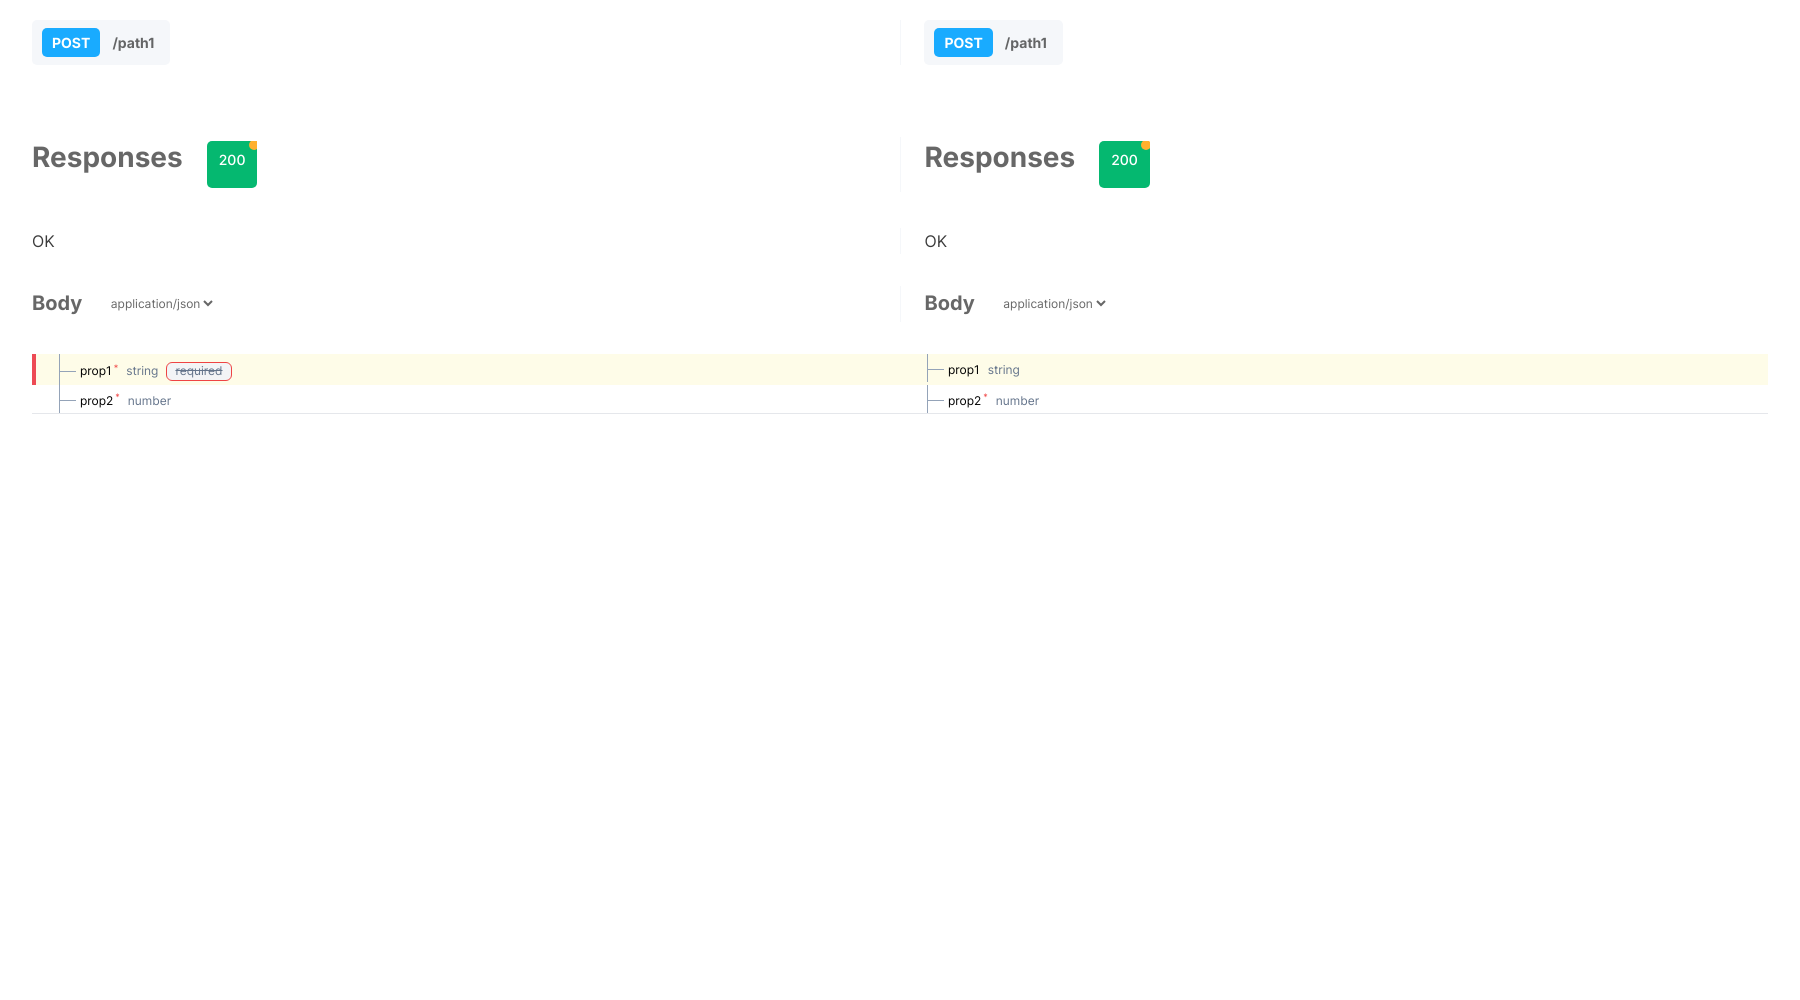 POST /path1
POST /path1
Responses 200
Responses 200
OK
OK
Body application/json
Body application/json
prop1* string required
prop1 string
prop2* number
prop2* number